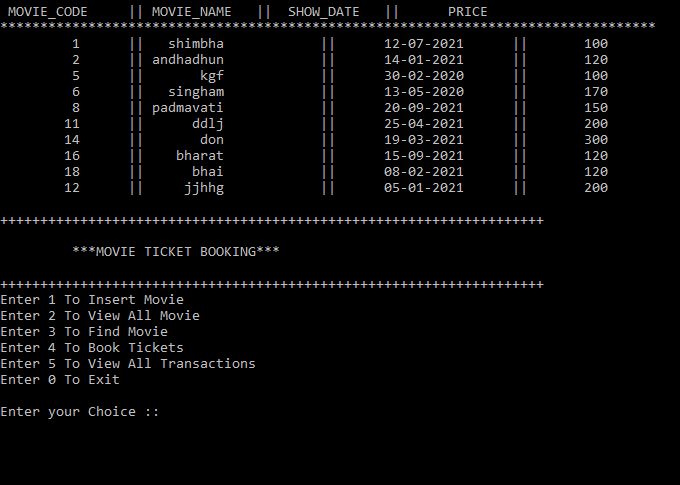 MOVIE_CODE || MOVIE_NAME || SHOW_DATE || PRICE
**********************************************************************************
1 || shimbha || 12-07-2021 || 100
2 || andhadhun || 14-01-2021 || 120
5 || kgf || 30-02-2020 || 100
6 || singham || 13-05-2020 || 170
8 || padmavati || 20-09-2021 || 150
11 || ddlj || 25-04-2021 || 200
14 || don || 19-03-2021 || 300
16 || bharat || 15-09-2021 || 120
18 || bhai || 08-02-2021 || 120
12 || jjhhg || 05-01-2021 || 200
++++++++++++++++++++++++++++++++++++++++++++++++++++++++++++++++++++
***MOVIE TICKET BOOKING***
++++++++++++++++++++++++++++++++++++++++++++++++++++++++++++++++++++
Enter 1 To Insert Movie
Enter 2 To View All Movie
Enter 3 To Find Movie
Enter 4 To Book Tickets
Enter 5 To View All Transactions
Enter 0 To Exit
Enter your Choice ::